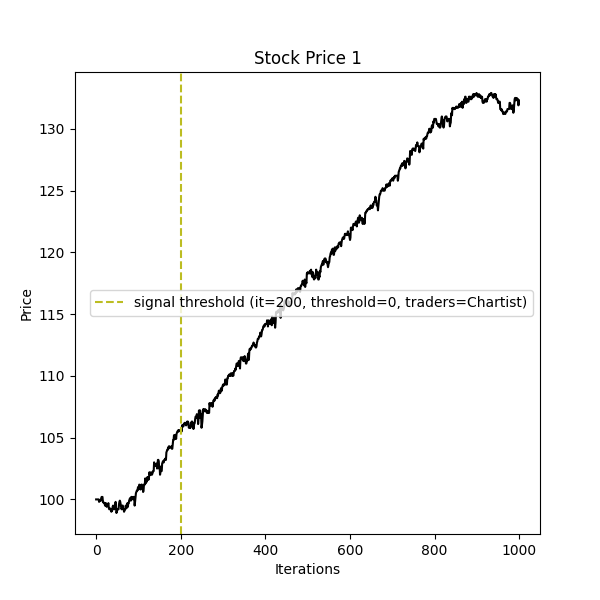 Stock Price 1
130
125
120
115
110
105
100
Price
signal threshold (it=200, threshold=0, traders=Chartist)
0 200 400 600 800 1000
Iterations